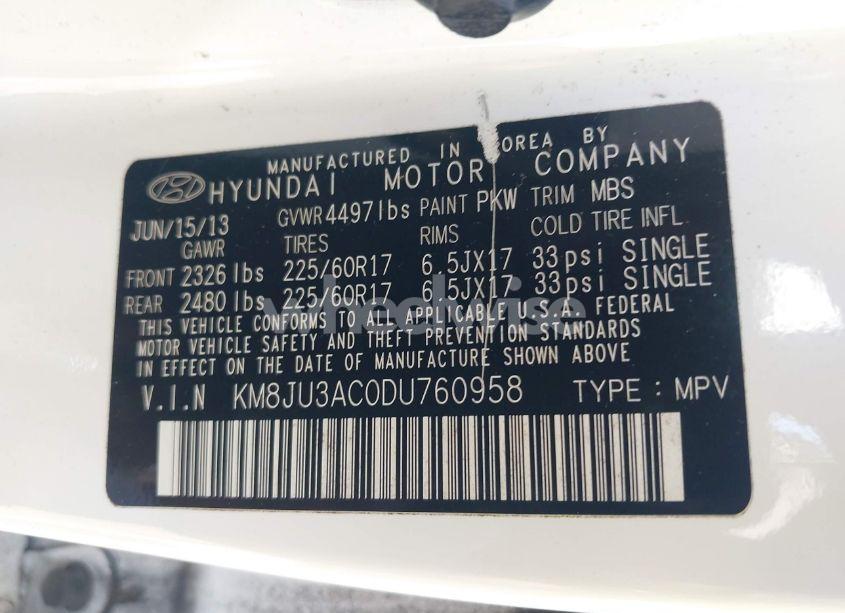 MANUFACTURED IN KOREA BY
HYUNDAI MOTOR COMPANY
JUN/15/13 GVWR 4497lbs PAINT PKW TRIM MBS
GAWR TIRES RIMS COLD TIRE INFL
FRONT 2326 lbs 225/60R17 6.5JX17 33psi SINGLE
REAR 2480 lbs 225/60R17 6.5JX17 33psi SINGLE
THIS VEHICLE CONFORMS TO ALL APPLICABLE U.S.A. FEDERAL
MOTOR VEHICLE SAFETY AND THEFT PREVENTION STANDARDS
IN EFFECT ON THE DATE OF MANUFACTURE SHOWN ABOVE
V.I.N KM8JU3AC0DU760958 TYPE: MPV